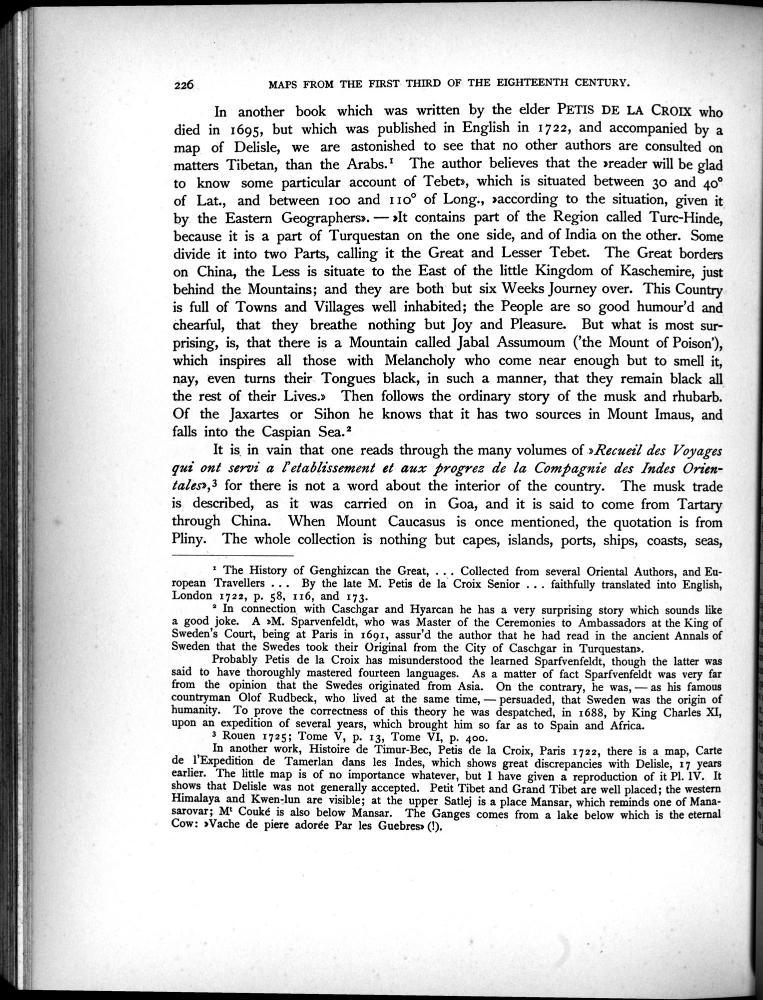 226 MAPS FROM THE FIRST THIRD OF THE EIGHTEENTH CENTURY.
In another book which was written by the elder PETIS DE LA CROIX who
died in 1695, but which was published in English in 1722, and accompanied by a
map of Delisle, we are astonished to see that no other authors are consulted on
matters Tibetan, than the Arabs.¹ The author believes that the »reader will be glad
to know some particular account of Tebet», which is situated between 30 and 40°
of Lat., and between 100 and 110° of Long., »according to the situation, given it
by the Eastern Geographers». — »It contains part of the Region called Turc-Hinde,
because it is a part of Turquestan on the one side, and of India on the other. Some
divide it into two Parts, calling it the Great and Lesser Tebet. The Great borders
on China, the Less is situate to the East of the little Kingdom of Kaschemire, just
behind the Mountains; and they are both but six Weeks Journey over. This Country
is full of Towns and Villages well inhabited; the People are so good humour'd and
chearful, that they breathe nothing but Joy and Pleasure. But what is most sur-
prising, is, that there is a Mountain called Jabal Assumoum ('the Mount of Poison'),
which inspires all those with Melancholy who come near enough but to smell it,
nay, even turns their Tongues black, in such a manner, that they remain black all
the rest of their Lives.» Then follows the ordinary story of the musk and rhubarb.
Of the Jaxartes or Sihon he knows that it has two sources in Mount Imaus, and
falls into the Caspian Sea.²
It is in vain that one reads through the many volumes of »Recueil des Voyages
qui ont servi a l'etablissement et aux progrez de la Compagnie des Indes Orien-
tales»,³ for there is not a word about the interior of the country. The musk trade
is described, as it was carried on in Goa, and it is said to come from Tartary
through China. When Mount Caucasus is once mentioned, the quotation is from
Pliny. The whole collection is nothing but capes, islands, ports, ships, coasts, seas,
¹ The History of Genghizcan the Great, . . . Collected from several Oriental Authors, and Eu-
ropean Travellers . . . By the late M. Petis de la Croix Senior . . . faithfully translated into English,
London 1722, p. 58, 116, and 173.
² In connection with Caschgar and Hyarcan he has a very surprising story which sounds like
a good joke. A »M. Sparvenfeldt, who was Master of the Ceremonies to Ambassadors at the King of
Sweden's Court, being at Paris in 1691, assur'd the author that he had read in the ancient Annals of
Sweden that the Swedes took their Original from the City of Caschgar in Turquestan».
Probably Petis de la Croix has misunderstood the learned Sparfvenfeldt, though the latter was
said to have thoroughly mastered fourteen languages. As a matter of fact Sparfvenfeldt was very far
from the opinion that the Swedes originated from Asia. On the contrary, he was, — as his famous
countryman Olof Rudbeck, who lived at the same time, — persuaded, that Sweden was the origin of
humanity. To prove the correctness of this theory he was despatched, in 1688, by King Charles XI,
upon an expedition of several years, which brought him so far as to Spain and Africa.
³ Rouen 1725; Tome V, p. 13, Tome VI, p. 400.
In another work, Histoire de Timur-Bec, Petis de la Croix, Paris 1722, there is a map, Carte
de l'Expedition de Tamerlan dans les Indes, which shows great discrepancies with Delisle, 17 years
earlier. The little map is of no importance whatever, but I have given a reproduction of it Pl. IV. It
shows that Delisle was not generally accepted. Petit Tibet and Grand Tibet are well placed; the western
Himalaya and Kwen-lun are visible; at the upper Satlej is a place Mansar, which reminds one of Mana-
sarovar; Mᵗ Couké is also below Mansar. The Ganges comes from a lake below which is the eternal
Cow: »Vache de piere adorée Par les Guebres» (!).